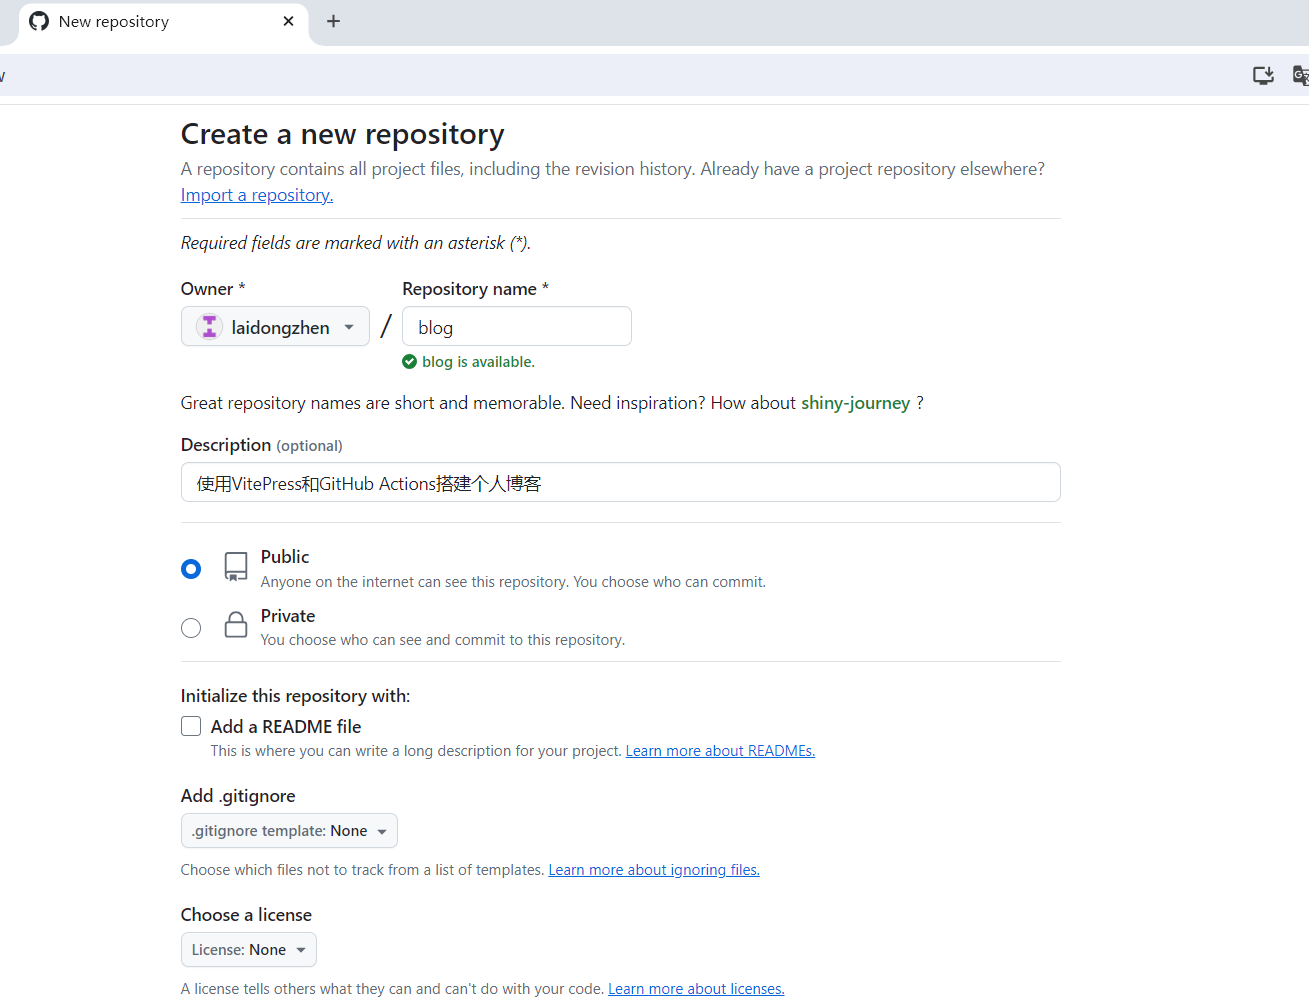 New repository
Create a new repository
A repository contains all project files, including the revision history. Already have a project repository elsewhere?
Import a repository.
Required fields are marked with an asterisk (*).
Owner *
Repository name *
laidongzhen
/
blog
blog is available.
Great repository names are short and memorable. Need inspiration? How about shiny-journey ?
Description (optional)
使用VitePress和GitHub Actions搭建个人博客
Public
Anyone on the internet can see this repository. You choose who can commit.
Private
You choose who can see and commit to this repository.
Initialize this repository with:
Add a README file
This is where you can write a long description for your project. Learn more about READMEs.
Add .gitignore
.gitignore template: None
Choose which files not to track from a list of templates. Learn more about ignoring files.
Choose a license
License: None
A license tells others what they can and can't do with your code. Learn more about licenses.